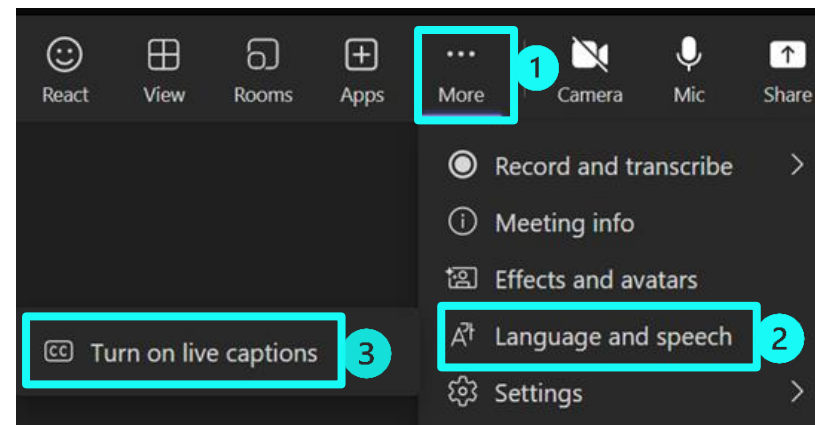 React View Rooms Apps More 1 Camera Mic Share
Record and transcribe
Meeting info
Effects and avatars
Language and speech 2
CC Turn on live captions 3
Settings